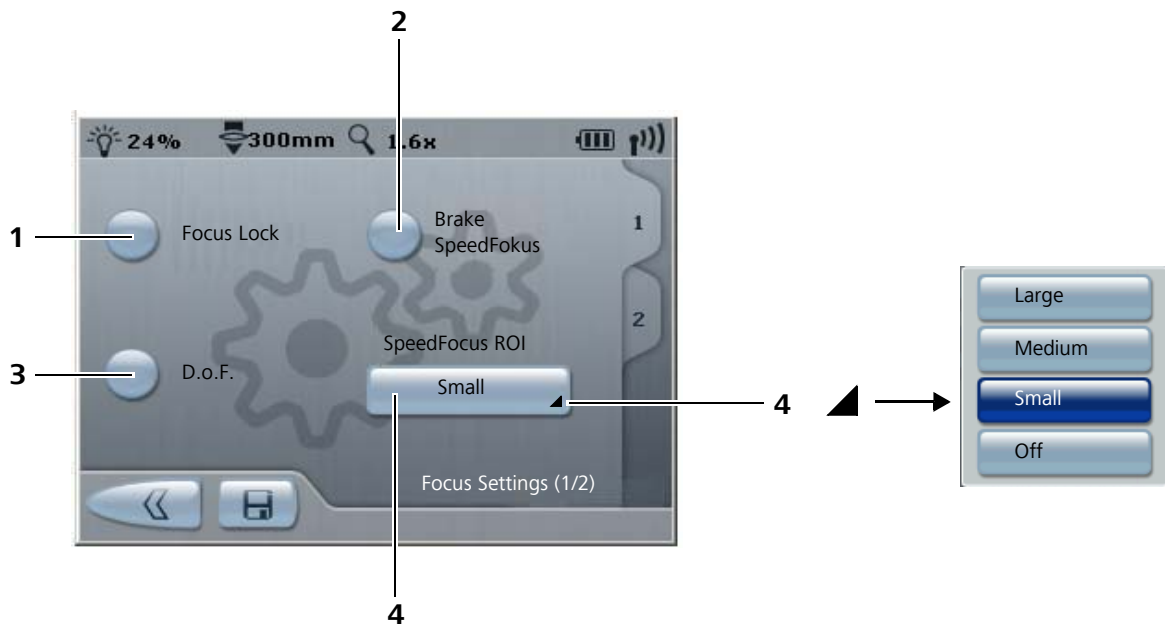 2
24% 300mm 1.6x
1 Focus Lock
Brake
SpeedFokus
1
2
3 D.o.F.
SpeedFocus ROI
Small
4
Focus Settings (1/2)
4
Large
Medium
Small
Off